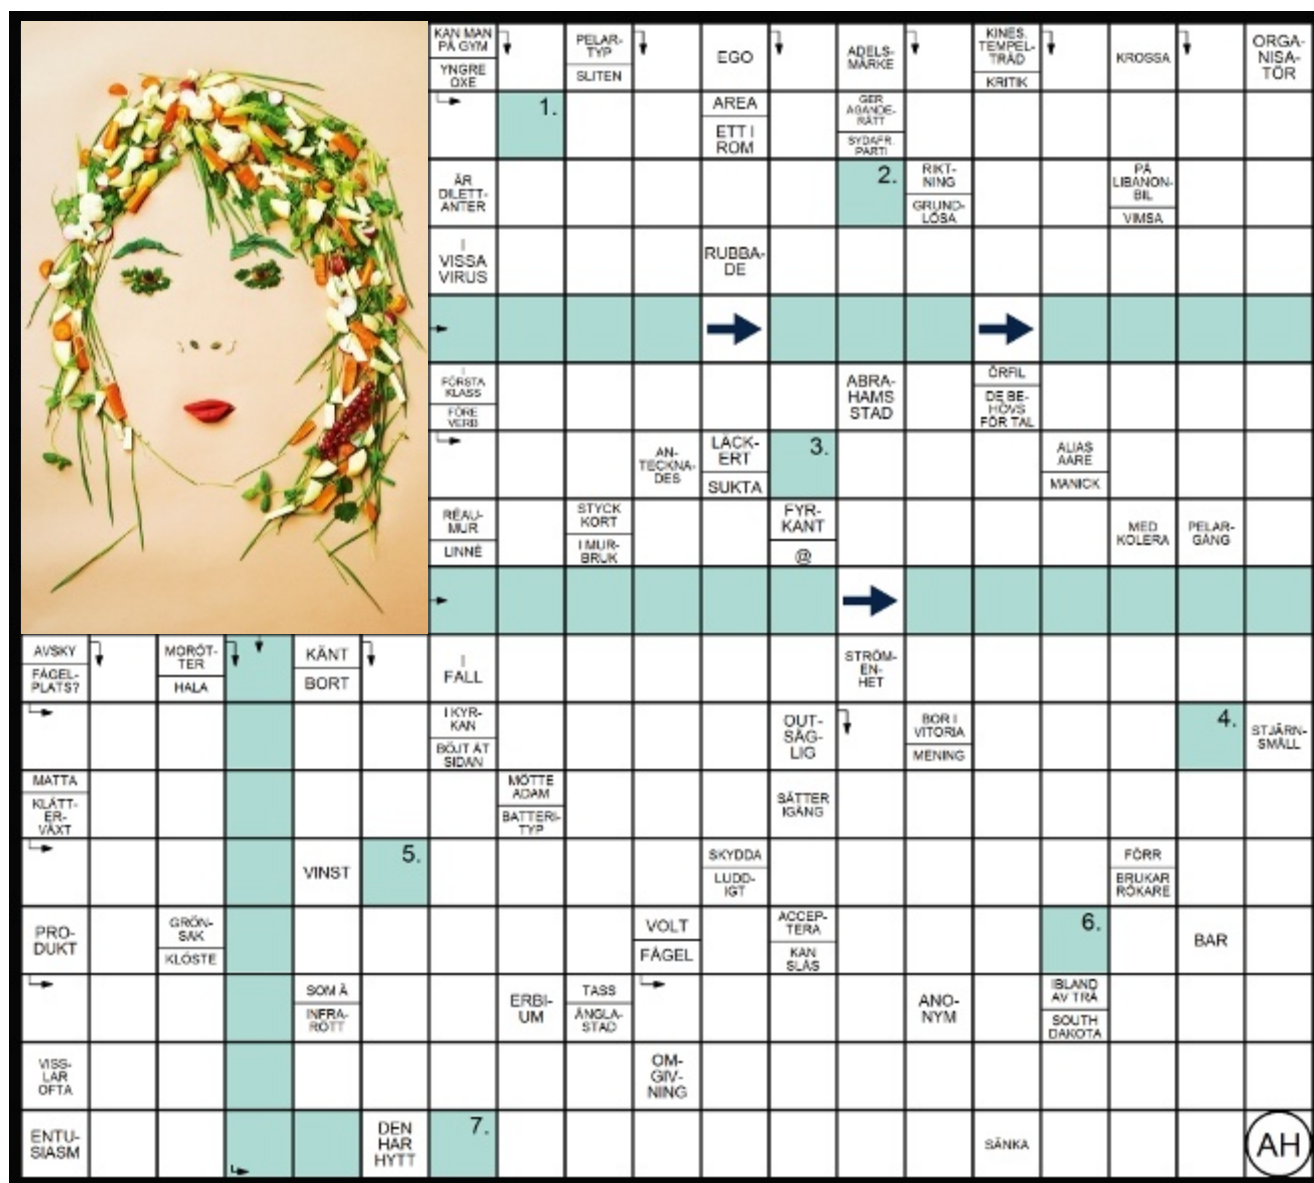 KAN MAN
PÅ GYM
YNGRE
OXE
PELAR-
TYP
SLITEN
EGO
ADELS-
MÄRKE
KINES.
TEMPEL-
TRÄD
KRITIK
KROSSA
ORGA-
NISA-
TÖR
1.
AREA
ETT I
ROM
GER
ÄGANDE-
RÄTT
SYDAFR.
PARTI
ÄR
DILETT-
ANTER
2.
RIKT-
NING
GRUND-
LÖSA
PÅ
LIBANON-
BIL
VIMSA
I
VISSA
VIRUS
RUBBA-
DE
I
FÖRSTA
KLASS
FÖRE
VERB
ABRA-
HAMS
STAD
ÖRFIL
DE BE-
HÖVS
FÖR TAL
AN-
TECKNA-
DES
LÄCK-
ERT
SUKTA
3.
ALIAS
AARE
MANICK
RÉAU-
MUR
LINNÉ
STYCK
KORT
I MUR-
BRUK
FYR-
KANT
@
MED
KOLERA
PELAR-
GÅNG
AVSKY
FÅGEL-
PLATS?
MORÖT-
TER
HALA
KÄNT
BORT
I
FALL
STRÖM-
EN-
HET
I KYR-
KAN
BÖJT ÅT
SIDAN
OUT-
SÄG-
LIG
BOR I
VITORIA
MENING
4.
STJÄRN-
SMÄLL
MATTA
KLÄTT-
ER-
VÄXT
MÖTTE
ADAM
BATTERI-
TYP
SÄTTER
IGÅNG
VINST
5.
SKYDDA
LUDD-
IGT
FÖRR
BRUKAR
RÖKARE
PRO-
DUKT
GRÖN-
SAK
KLÖSTE
VOLT
FÅGEL
ACCEP-
TERA
KAN
SLÅS
6.
BAR
SOM Å
INFRA-
RÖTT
ERBI-
UM
TASS
ÄNGLA-
STAD
ANO-
NYM
IBLAND
AV TRÄ
SOUTH
DAKOTA
VISS-
LAR
OFTA
OM-
GIV-
NING
ENTU-
SIASM
DEN
HAR
HYTT
7.
SÄNKA
AH